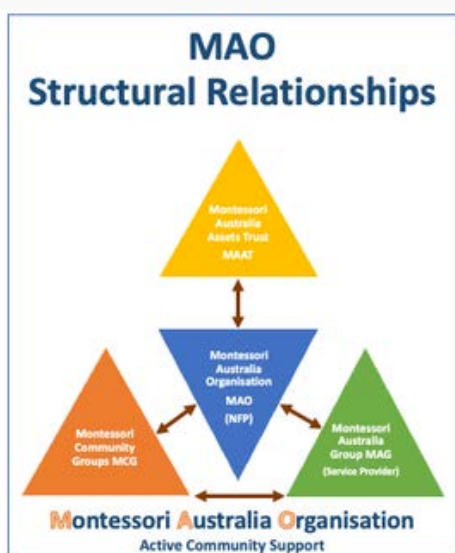 MAO
Structural Relationships
Montessori
Australia
Assets Trust
MAAT
Montessori
Australia
Organisation
MAO
(NFP)
Montessori
Community
Groups MCG
Montessori
Australia
Group MAG
(Service Provider)
Montessori Australia Organisation
Active Community Support